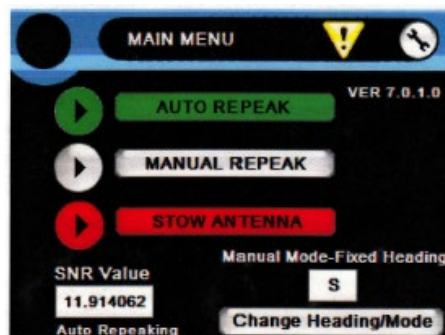 MAIN MENU
VER 7.0.1.0
AUTO REPEAK
MANUAL REPEAK
STOW ANTENNA
Manual Mode-Fixed Heading
SNR Value
S
11.914062
Change Heading/Mode
Auto Repeaking